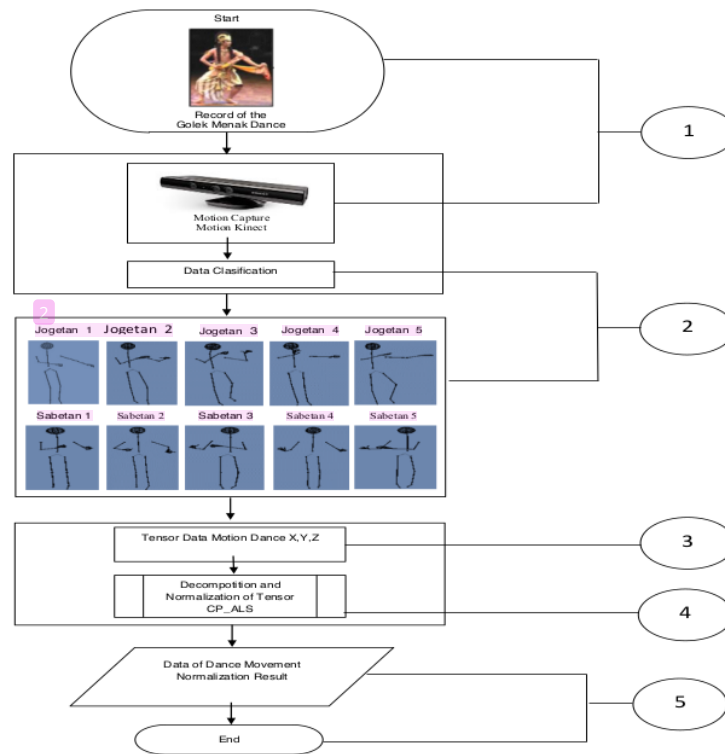 Start
Record of the
Golek Menak Dance
1
Motion Capture
Motion Kinect
Data Clasification
2
2
Jogetan 1 Jogetan 2 Jogetan 3 Jogetan 4 Jogetan 5
Sabetan 1 Sabetan 2 Sabetan 3 Sabetan 4 Sabetan 5
Tensor Data Motion Dance X,Y,Z
3
Decompotition and
Normalization of Tensor
CP_ALS
4
Data of Dance Movement
Normalization Result
5
End